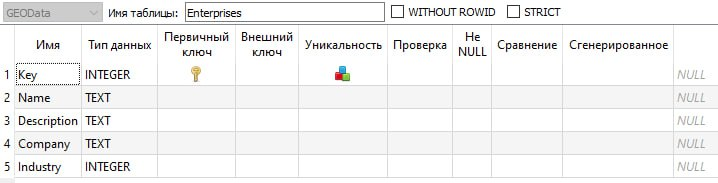 GEOData Имя таблицы: Enterprises WITHOUT ROWID STRICT
Имя Тип данных Первичный ключ Внешний ключ Уникальность Проверка Не NULL Сравнение Сгенерированное
1 Key INTEGER NULL
2 Name TEXT NULL
3 Description TEXT NULL
4 Company TEXT NULL
5 Industry INTEGER NULL